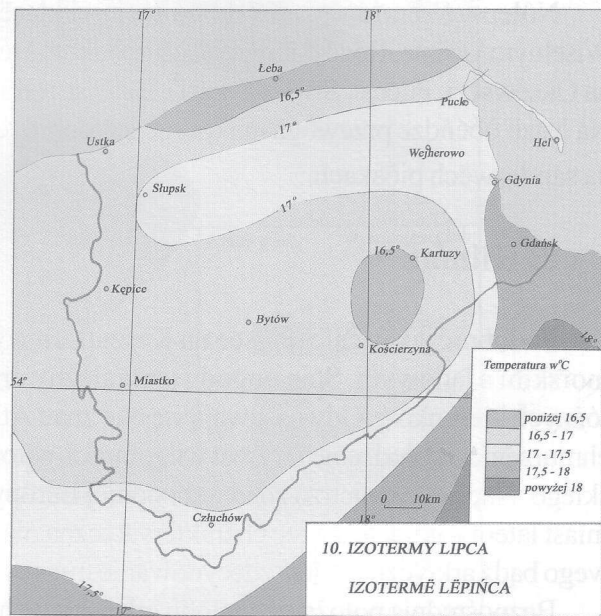 17°
18°
Łeba
16,5°
17°
Puck
Ustka
Hel
Wejherowo
Słupsk
17°
Gdynia
Gdańsk
16,5°
Kartuzy
Kępice
Bytów
Kościerzyna
18°
Temperatura w°C
54°
Miastko
poniżej 16,5
16,5 - 17
17 - 17,5
17,5 - 18
powyżej 18
0 10km
Człuchów
18°
10. IZOTERMY LIPCA
17,5°
17°
IZOTERMË LËPIŃCA